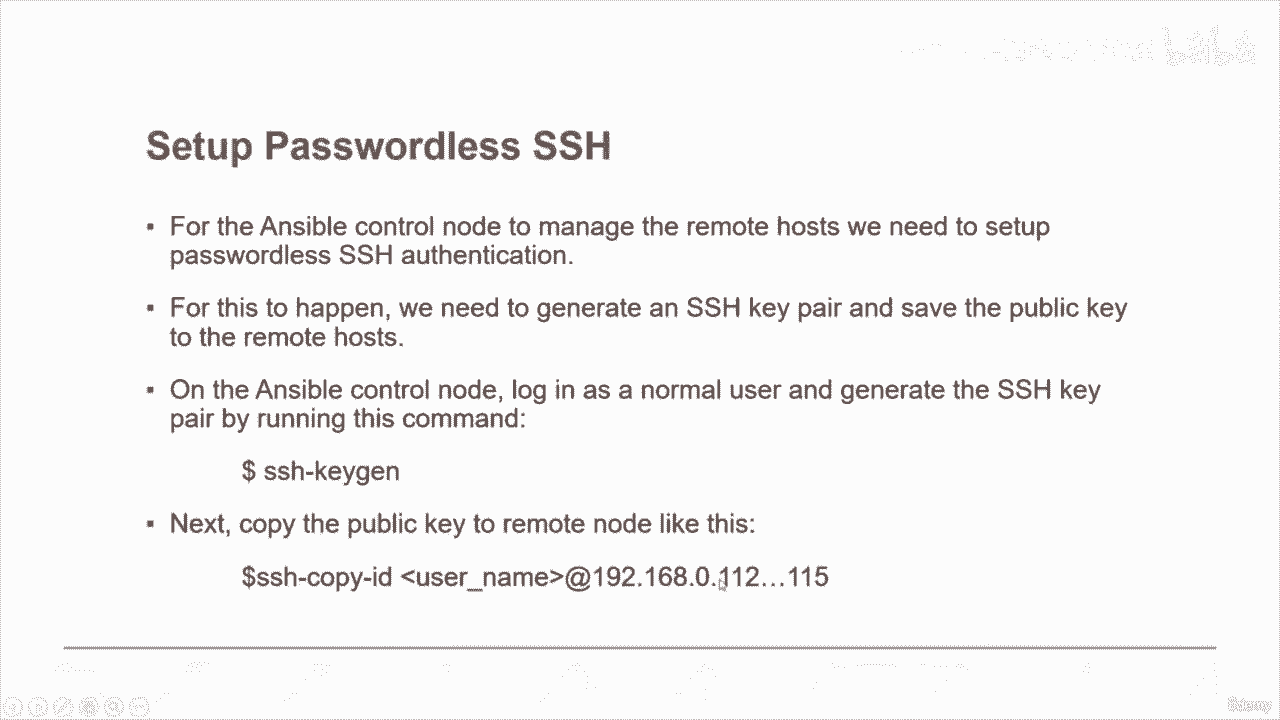 Setup Passwordless SSH
▪ For the Ansible control node to manage the remote hosts we need to setup
passwordless SSH authentication.
▪ For this to happen, we need to generate an SSH key pair and save the public key
to the remote hosts.
▪ On the Ansible control node, log in as a normal user and generate the SSH key
pair by running this command:
$ ssh-keygen
▪ Next, copy the public key to remote node like this:
$ssh-copy-id <user_name>@192.168.0.112…115